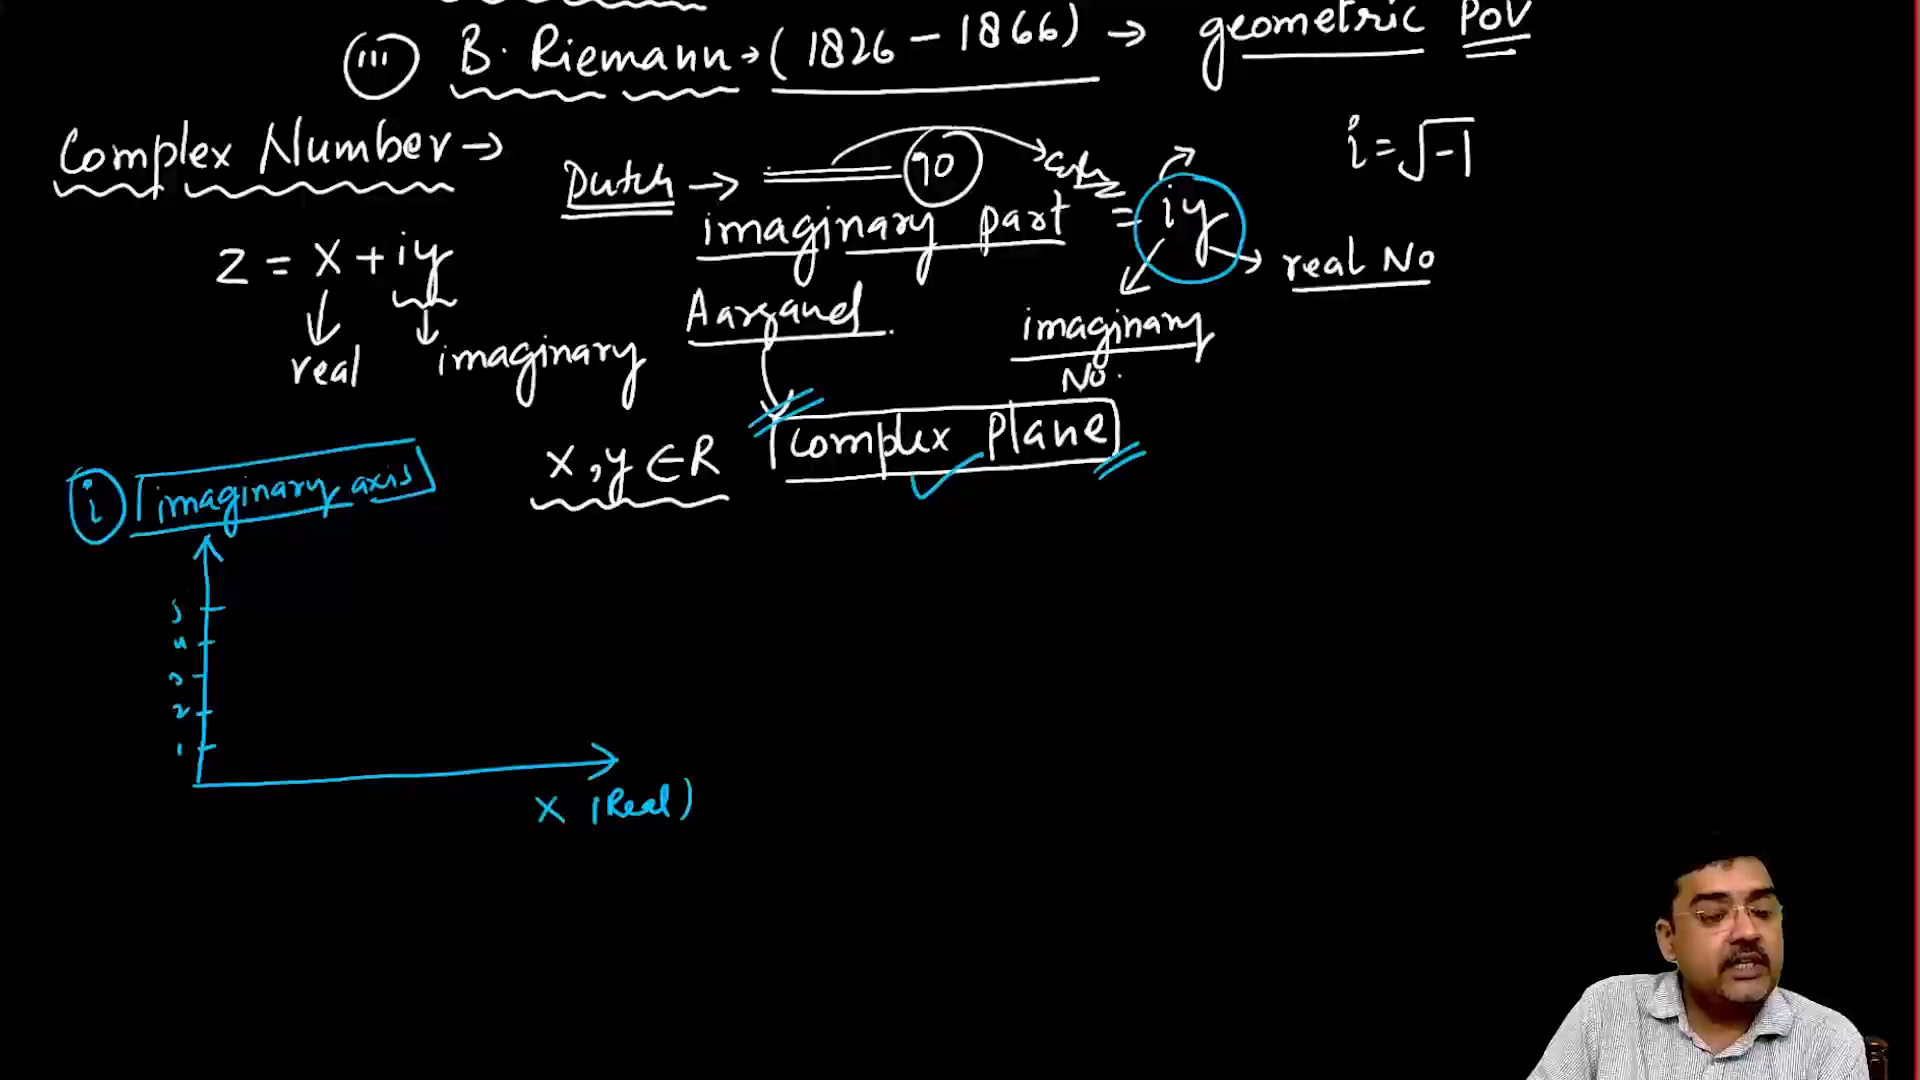 (iii) B. Riemann → (1826 - 1866) → geometric PoV
Complex Number →
i = √-1
Dutch → 90
imaginary part = iy
z = x + iy
→ real No
real
imaginary
imaginary
No.
Complex Plane
x, y ∈ R
(i) imaginary axis
5
4
3
2
1
X (Real)